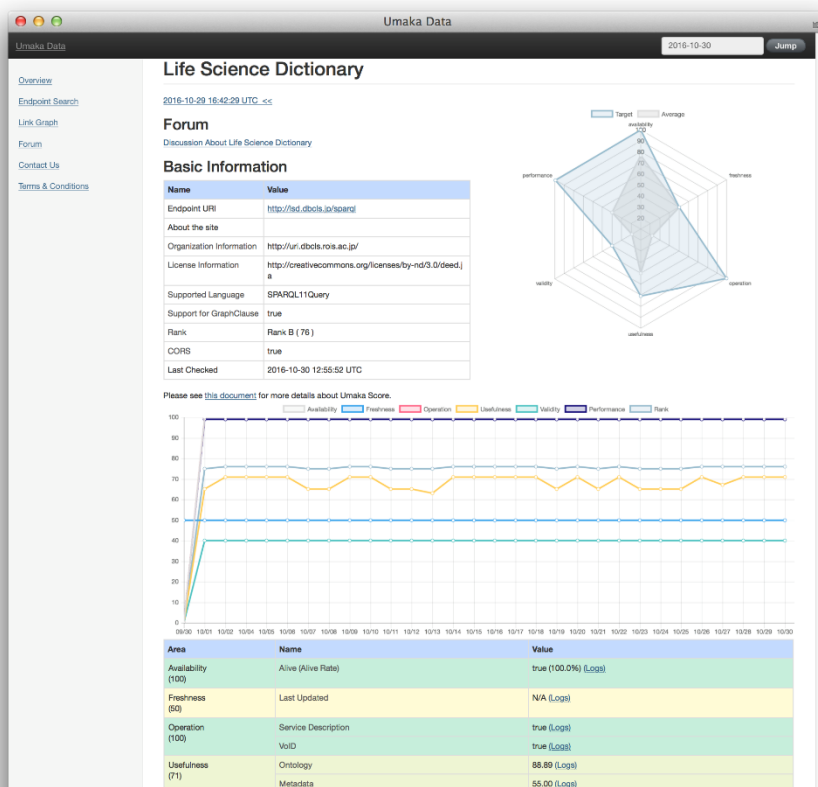 Umaka Data
Umaka Data
2016-10-30 Jump
Overview
Endpoint Search
Link Graph
Forum
Contact Us
Terms & Conditions
Life Science Dictionary
2016-10-29 16:42:29 UTC <<
Forum
Discussion About Life Science Dictionary
Basic Information
Name Value
Endpoint URI http://lsd.dbcls.jp/sparql
About the site
Organization Information http://uri.dbcls.rois.ac.jp/
License Information http://creativecommons.org/licenses/by-nd/3.0/deed.j
a
Supported Language SPARQL11Query
Support for GraphClause true
Rank Rank B ( 76 )
CORS true
Last Checked 2016-10-30 12:55:52 UTC
Target Average
availability
100
90
80
70
60
50
40
30
20
performance freshness
validity operation
usefulness
Please see this document for more details about Umaka Score.
Availability Freshness Operation Usefulness Validity Performance Rank
100
90
80
70
60
50
40
30
20
10
0
09/30 10/01 10/02 10/04 10/05 10/06 10/07 10/08 10/09 10/10 10/11 10/12 10/13 10/14 10/15 10/16 10/17 10/18 10/19 10/20 10/21 10/22 10/23 10/24 10/25 10/26 10/27 10/28 10/29 10/30
Area Name Value
Availability
(100) Alive (Alive Rate) true (100.0%) (Logs)
Freshness
(50) Last Updated N/A (Logs)
Operation
(100) Service Description true (Logs)
VoID true (Logs)
Usefulness
(71) Ontology 88.89 (Logs)
Metadata 55.00 (Logs)